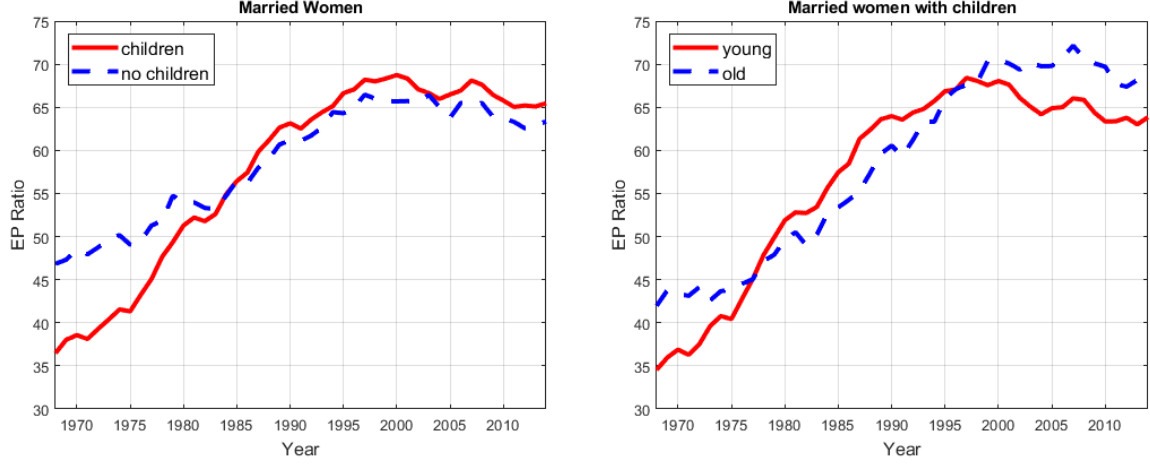 Married Women
75
70
65
60
55
50
45
40
35
30
EP Ratio
children
no children
1970 1975 1980 1985 1990 1995 2000 2005 2010
Year
Married women with children
75
70
65
60
55
50
45
40
35
30
EP Ratio
young
old
1970 1975 1980 1985 1990 1995 2000 2005 2010
Year